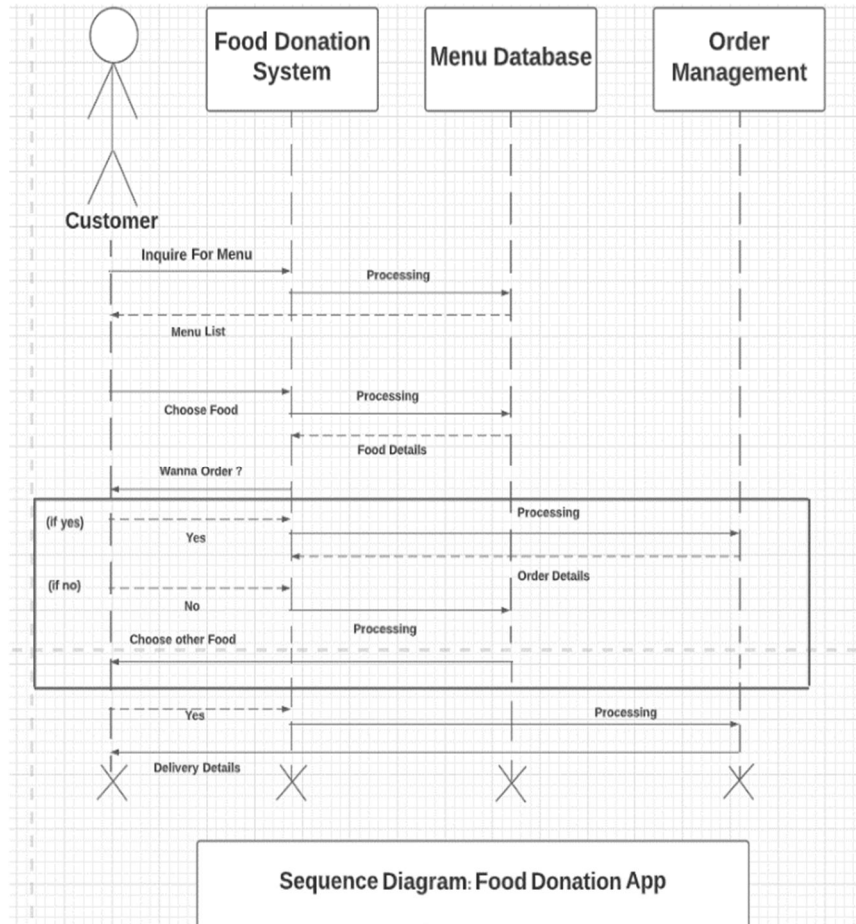 Food Donation
System
Menu Database
Order
Management
Customer
Inquire For Menu
Processing
Menu List
Processing
Choose Food
Food Details
Wanna Order ?
Processing
(if yes)
Yes
Order Details
(if no)
No
Processing
Choose other Food
Yes
Processing
Delivery Details
Sequence Diagram: Food Donation App